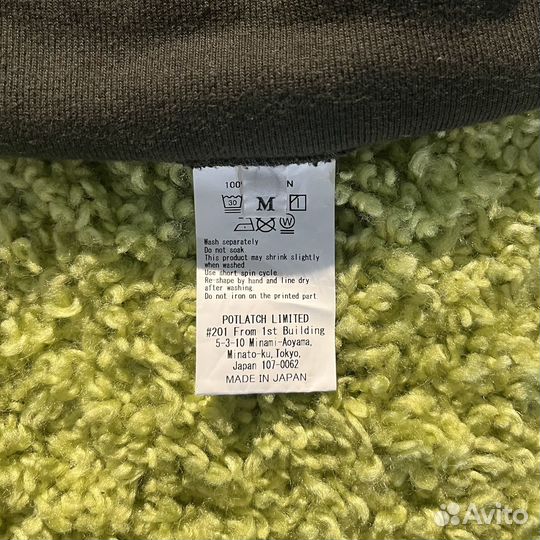 100% N
30 M 1
W
Wash separately
Do not soak
This product may shrink slightly
when washed
Use short spin cycle
Re-shape by hand and line dry
after washing
Do not iron on the printed part
POTLATCH LIMITED
#201 From 1st Building
5-3-10 Minami-Aoyama,
Minato-ku,Tokyo,
Japan 107-0062
MADE IN JAPAN
Avito